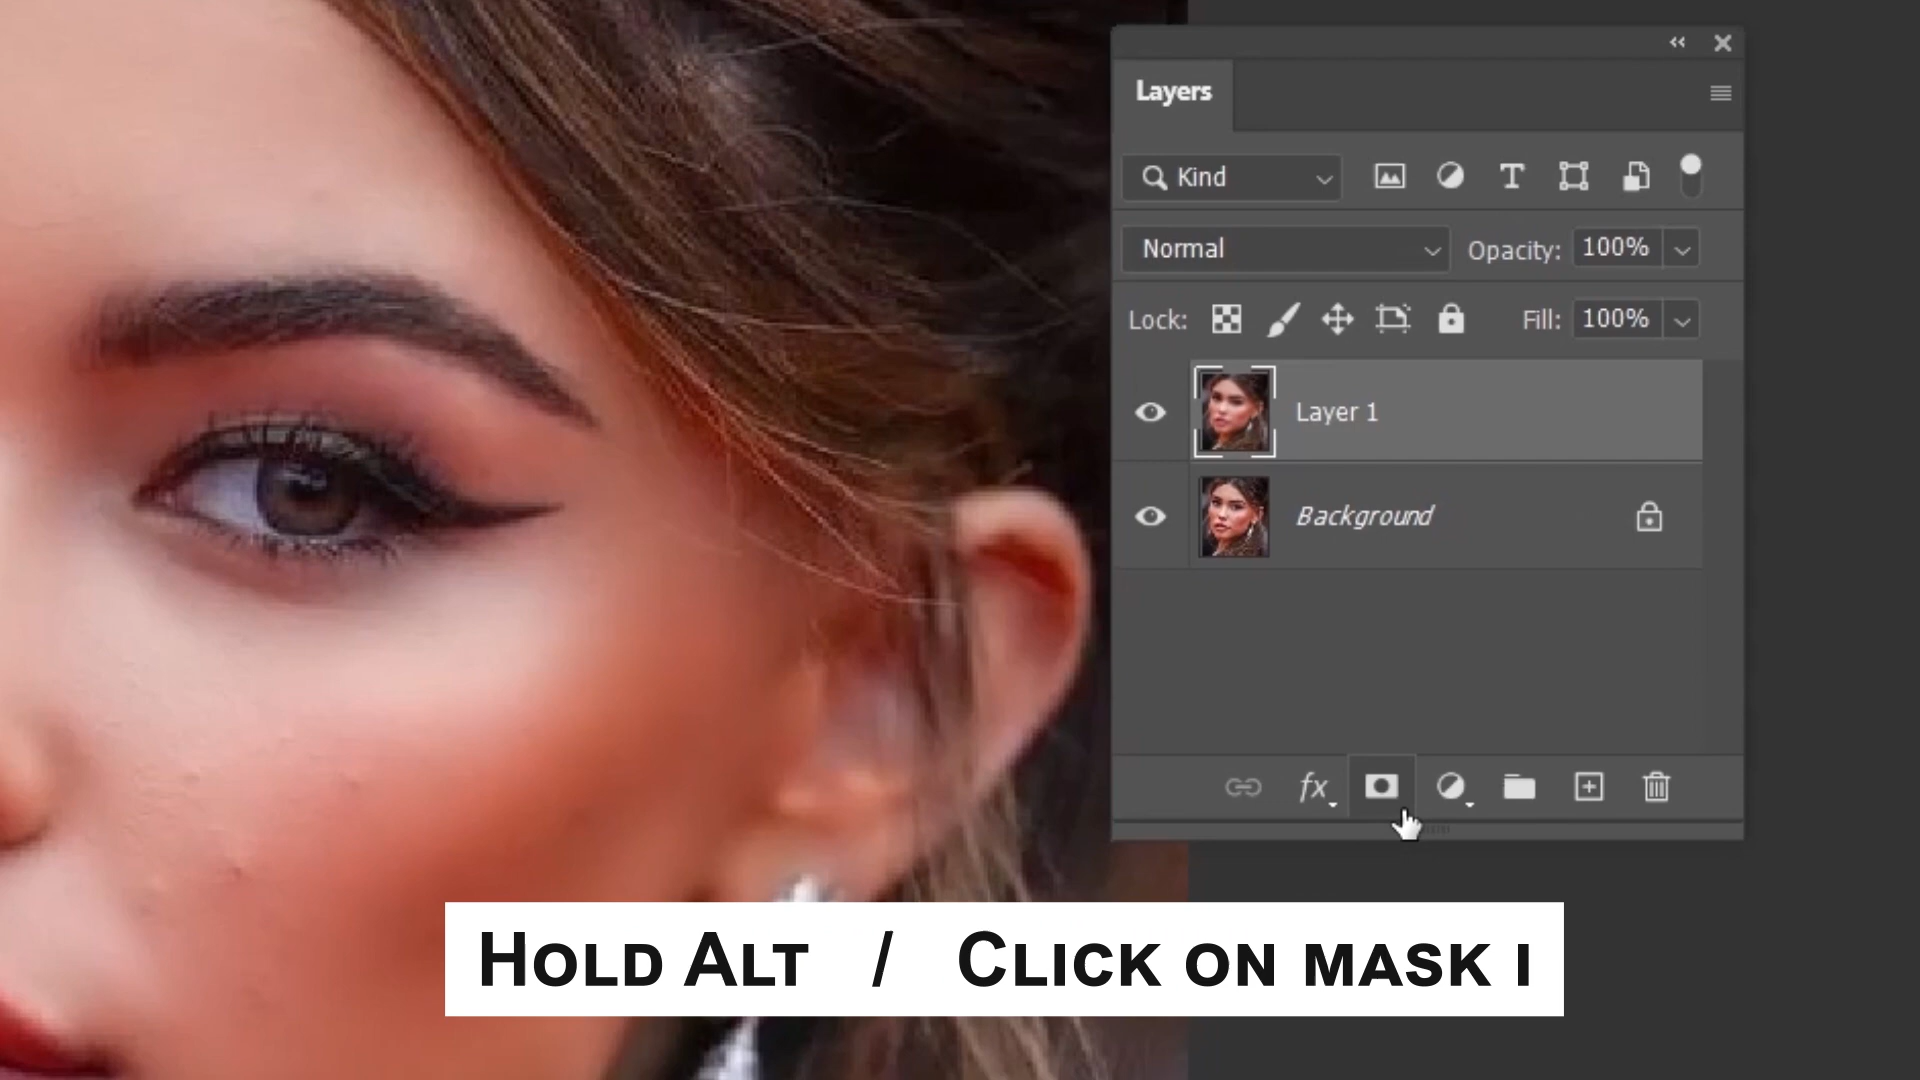 Layers
Kind
Normal
Opacity: 100%
Lock:
Fill: 100%
Layer 1
Background
fx
HOLD ALT / CLICK ON MASK I